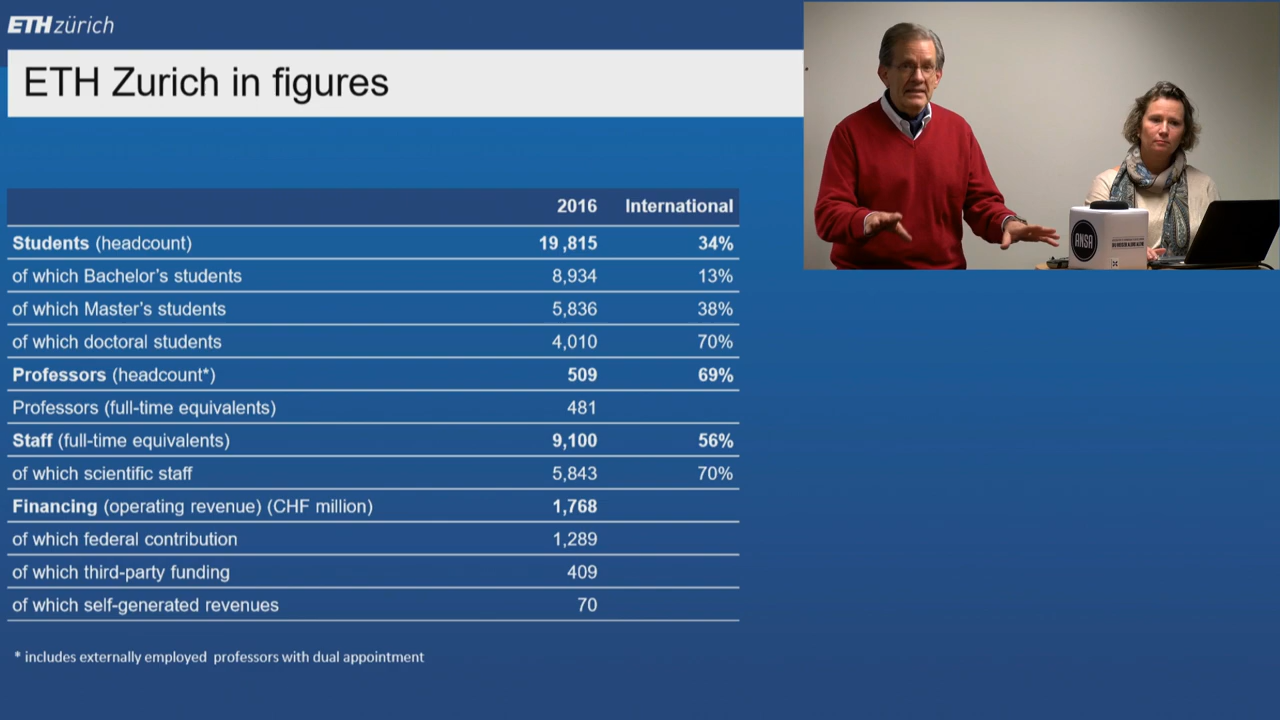 ETH zürich
ETH Zurich in figures
2016 International
Students (headcount) 19,815 34%
of which Bachelor's students 8,934 13%
of which Master's students 5,836 38%
of which doctoral students 4,010 70%
Professors (headcount*) 509 69%
Professors (full-time equivalents) 481
Staff (full-time equivalents) 9,100 56%
of which scientific staff 5,843 70%
Financing (operating revenue) (CHF million) 1,768
of which federal contribution 1,289
of which third-party funding 409
of which self-generated revenues 70
* includes externally employed professors with dual appointment
ANSA